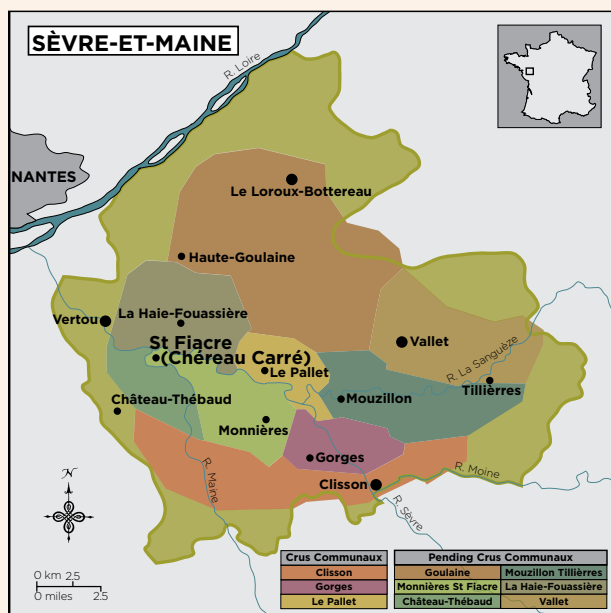 SÈVRE-ET-MAINE
R. Loire
NANTES
Le Loroux-Bottereau
Haute-Goulaine
La Haie-Fouassière
Vertou
St Fiacre
(Chéreau Carré)
Vallet
Le Pallet
R. La Sanguèze
Tillièrres
Château-Thébaud
Mouzillon
Monnières
Gorges
R. Maine
Clisson
R. Moine
R. Sèvre
N
0 km 2.5
0 miles 2.5
Crus Communaux
Clisson
Gorges
Le Pallet
Pending Crus Communaux
Goulaine Mouzillon Tillièrres
Monnières St Fiacre La Haie-Fouassière
Château-Thébaud Vallet